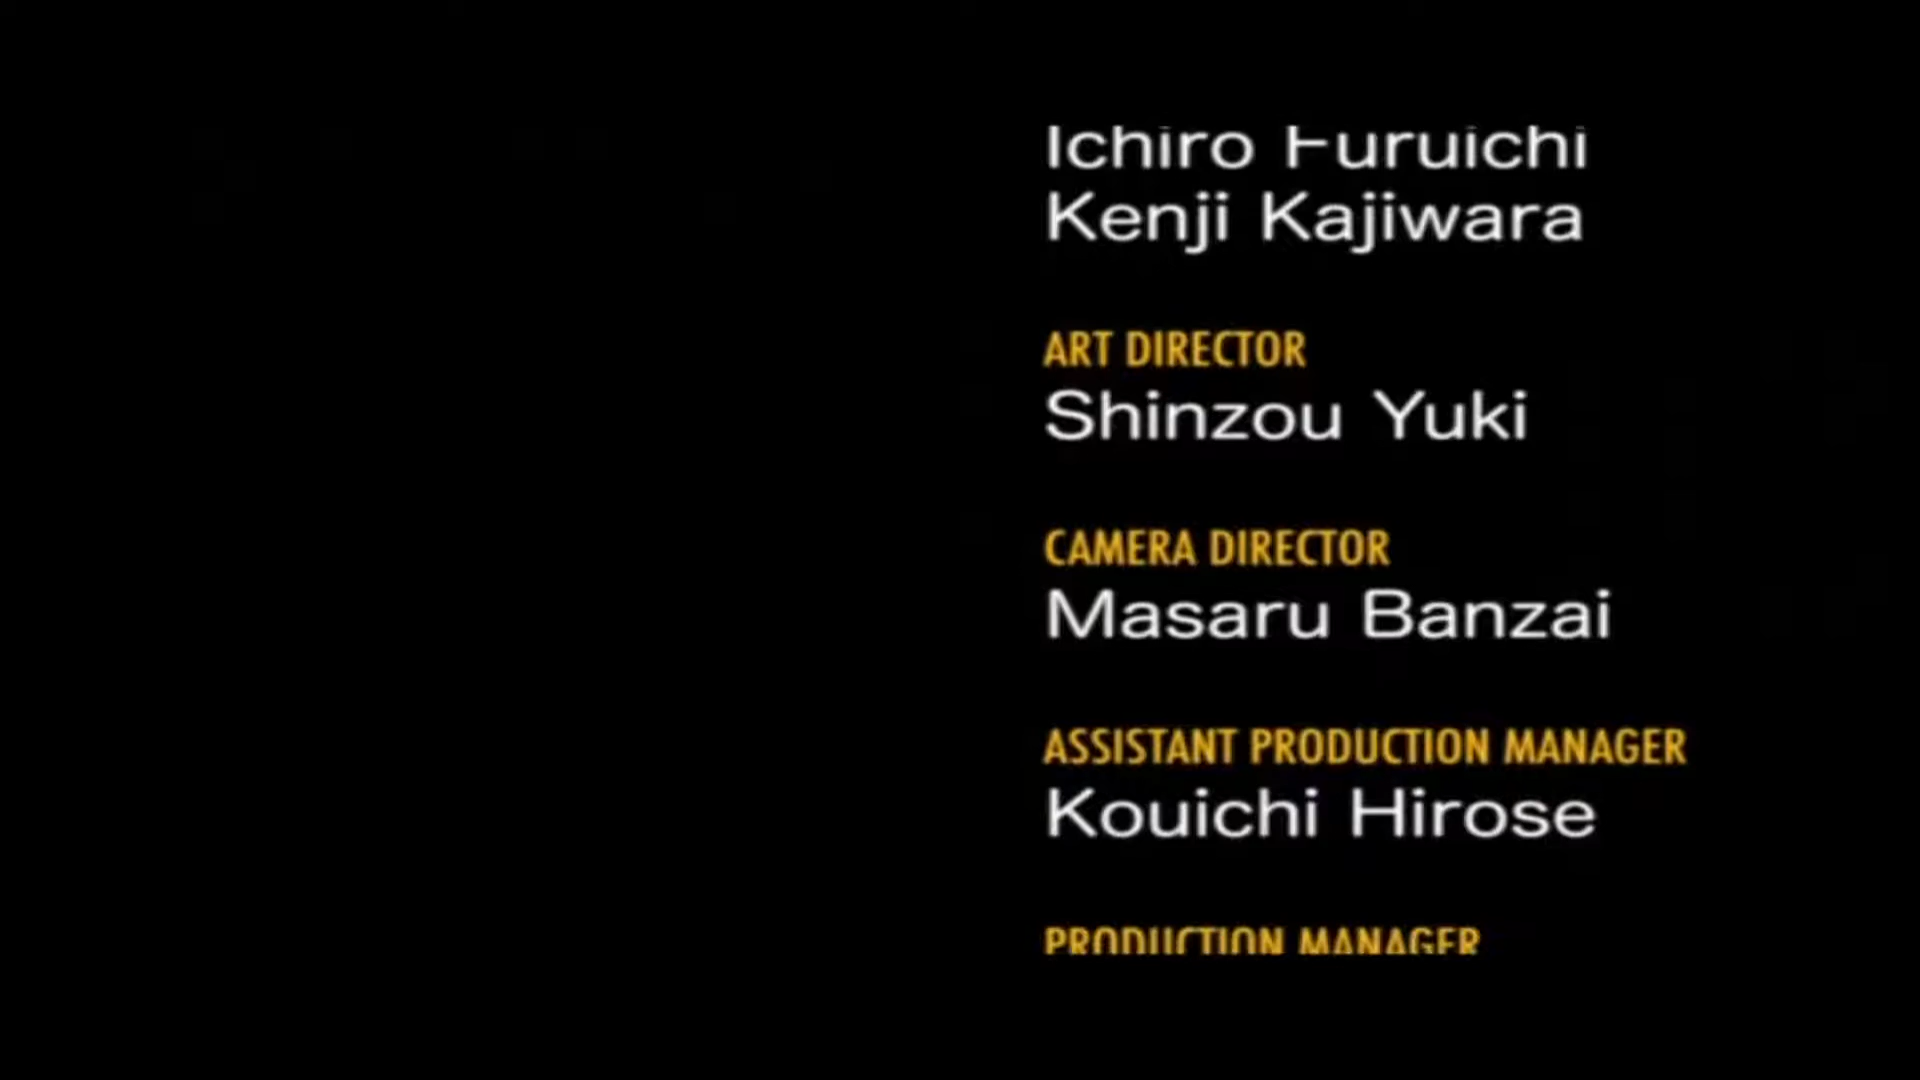 Ichiro Furuichi
Kenji Kajiwara
ART DIRECTOR
Shinzou Yuki
CAMERA DIRECTOR
Masaru Banzai
ASSISTANT PRODUCTION MANAGER
Kouichi Hirose
PRODUCTION MANAGER